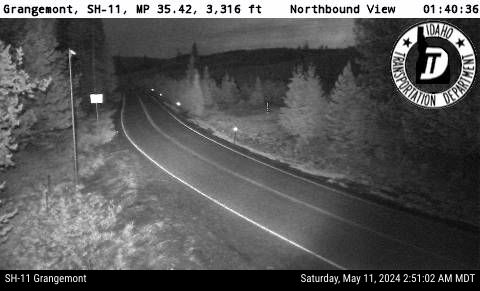 Grangemont, SH-11, MP 35.42, 3,316 ft Northbound View 01:40:36
IDAHO
TRANSPORTATION DEPARTMENT
SH-11 Grangemont Saturday, May 11, 2024 2:51:02 AM MDT